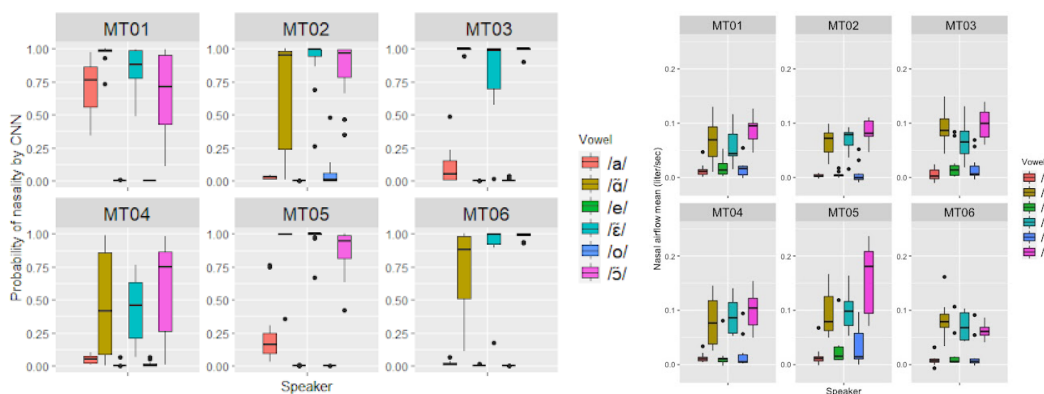 MT01 MT02 MT03
1.00
0.75
0.50
0.25
0.00
MT04 MT05 MT06
1.00
0.75
0.50
0.25
0.00
Probability of nasality by CNN
Speaker
Vowel
/a/
/ɑ̃/
/e/
/ɛ̃/
/o/
/ɔ̃/
MT01 MT02 MT03
0.2
0.1
0.0
MT04 MT05 MT06
0.2
0.1
0.0
Nasal airflow mean (liter/sec)
Speaker
Vowel
/
/
/
/
/
/